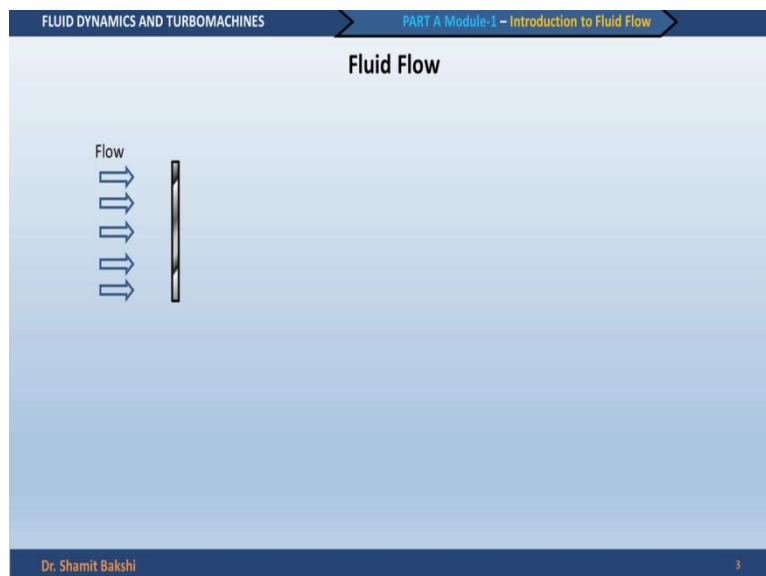 FLUID DYNAMICS AND TURBOMACHINES
PART A Module-1 – Introduction to Fluid Flow
Fluid Flow
Flow
Dr. Shamit Bakshi
3